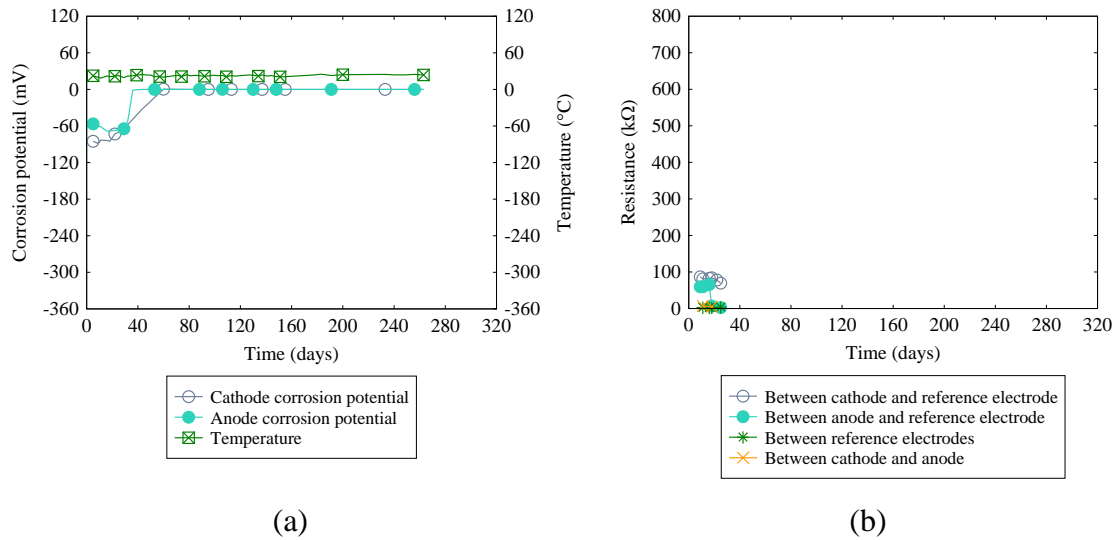 120
60
0
-60
-120
-180
-240
-300
-360
Corrosion potential (mV)
120
60
0
-60
-120
-180
-240
-300
-360
Temperature (°C)
0 40 80 120 160 200 240 280 320
Time (days)
Cathode corrosion potential
Anode corrosion potential
Temperature
(a)
800
700
600
500
400
300
200
100
0
Resistance (kΩ)
0 40 80 120 160 200 240 280 320
Time (days)
Between cathode and reference electrode
Between anode and reference electrode
Between reference electrodes
Between cathode and anode
(b)